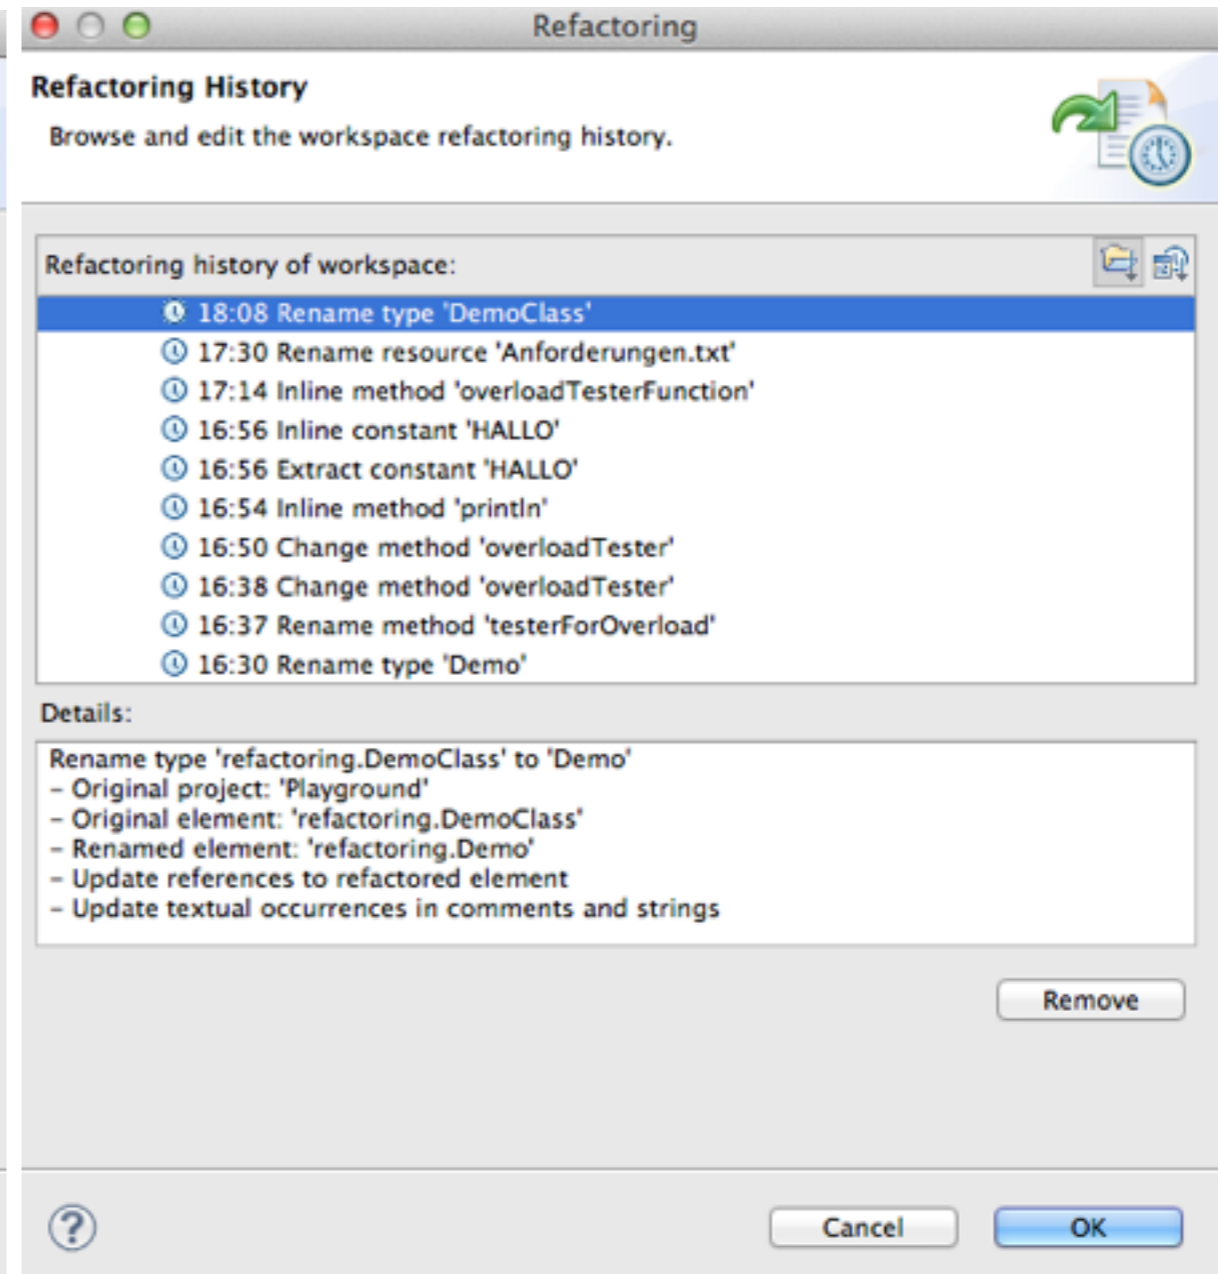 Refactoring
Refactoring History
Browse and edit the workspace refactoring history.
Refactoring history of workspace:
18:08 Rename type 'DemoClass'
17:30 Rename resource 'Anforderungen.txt'
17:14 Inline method 'overloadTesterFunction'
16:56 Inline constant 'HALLO'
16:56 Extract constant 'HALLO'
16:54 Inline method 'println'
16:50 Change method 'overloadTester'
16:38 Change method 'overloadTester'
16:37 Rename method 'testerForOverload'
16:30 Rename type 'Demo'
Details:
Rename type 'refactoring.DemoClass' to 'Demo'
– Original project: 'Playground'
– Original element: 'refactoring.DemoClass'
– Renamed element: 'refactoring.Demo'
– Update references to refactored element
– Update textual occurrences in comments and strings
Remove
?
Cancel
OK